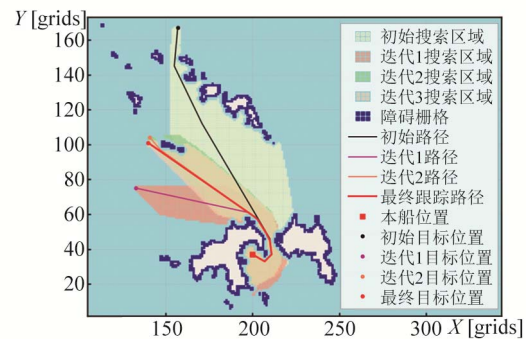 Y [grids]
160
140
120
100
80
60
40
20
150
200
250
300
X [grids]
初始搜索区域
迭代1搜索区域
迭代2搜索区域
迭代3搜索区域
障碍栅格
初始路径
迭代1路径
迭代2路径
最终跟踪路径
本船位置
初始目标位置
迭代1目标位置
迭代2目标位置
最终目标位置